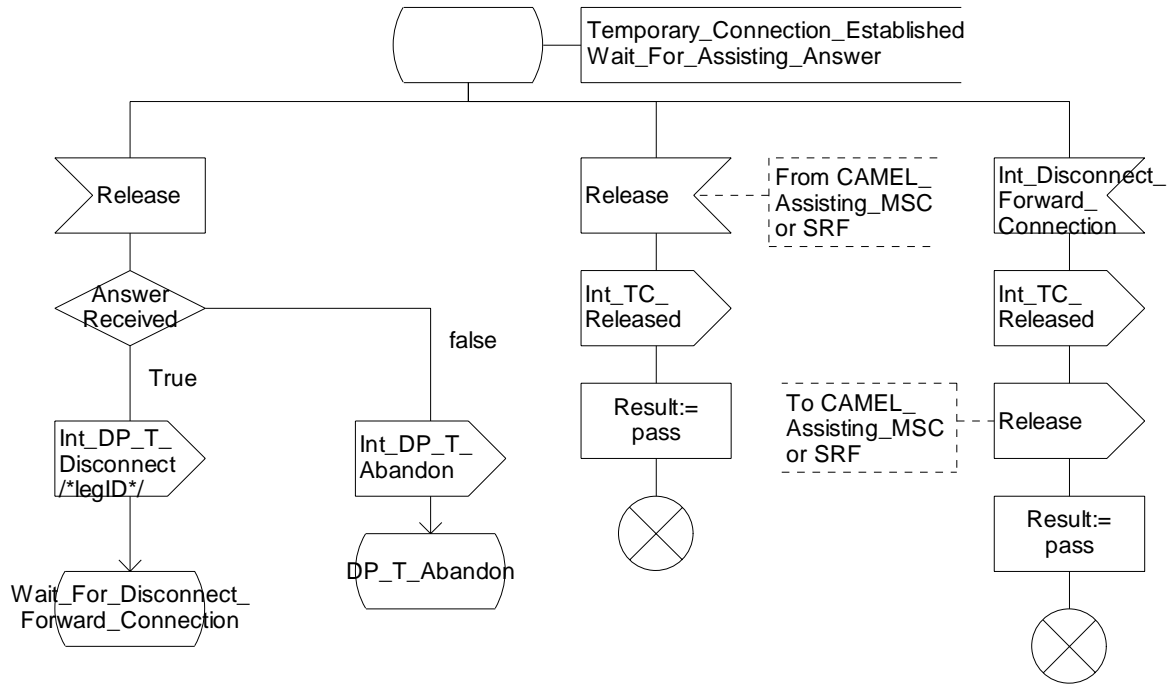 Temporary_Connection_Established
Wait_For_Assisting_Answer
Release
Release
From CAMEL_
Assisting_MSC
or SRF
Int_Disconnect_
Forward_
Connection
Answer
Received
false
True
Int_TC_
Released
Int_TC_
Released
Int_DP_T_
Disconnect
/*legID*/
Int_DP_T_
Abandon
Result:=
pass
To CAMEL_
Assisting_MSC
or SRF
Release
Wait_For_Disconnect_
Forward_Connection
DP_T_Abandon
Result:=
pass